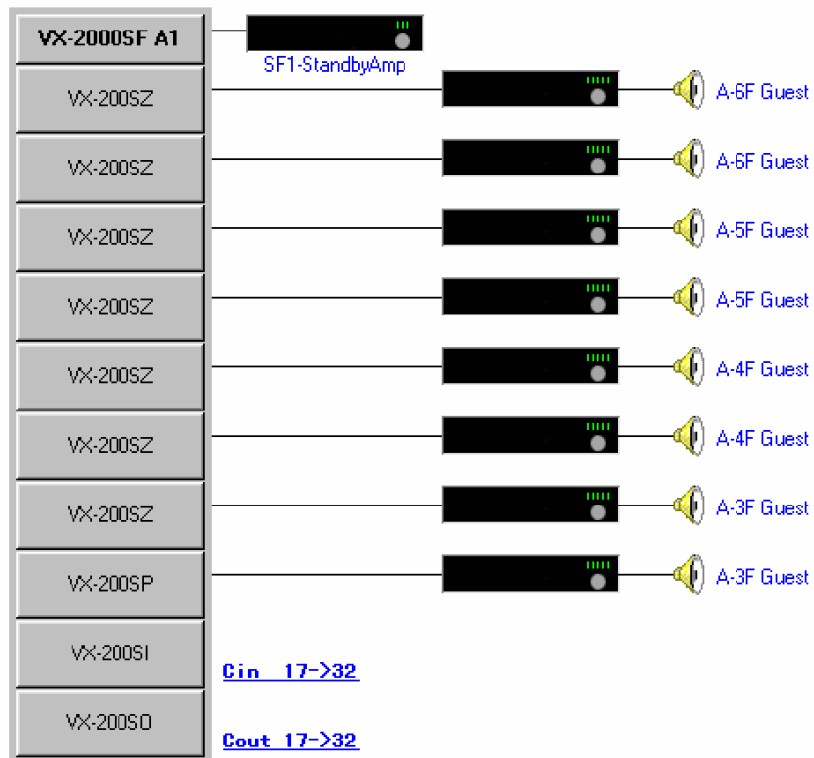 VX-2000SF A1
SF1-StandbyAmp
VX-200SZ A-6F Guest
VX-200SZ A-6F Guest
VX-200SZ A-5F Guest
VX-200SZ A-5F Guest
VX-200SZ A-4F Guest
VX-200SZ A-4F Guest
VX-200SZ A-3F Guest
VX-200SP A-3F Guest
VX-200SI Cin 17->32
VX-200SO Cout 17->32